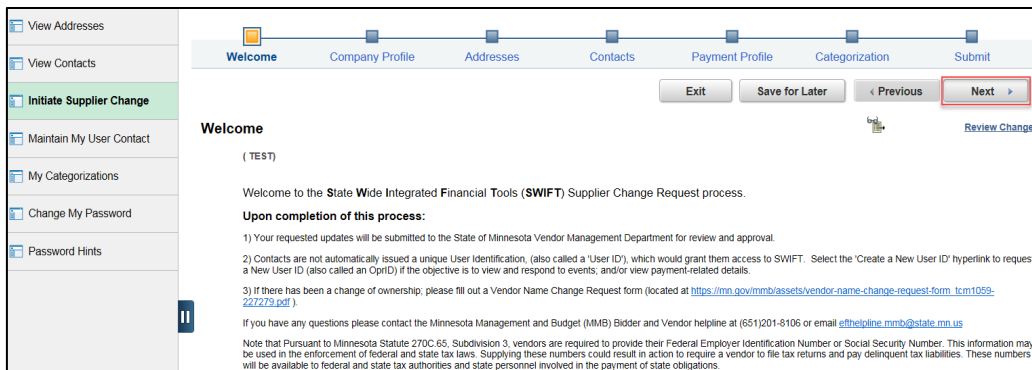 View Addresses
View Contacts
Initiate Supplier Change
Maintain My User Contact
My Categorizations
Change My Password
Password Hints
Welcome Company Profile Addresses Contacts Payment Profile Categorization Submit
Exit Save for Later Previous Next
Welcome
Review Change
( TEST)
Welcome to the State Wide Integrated Financial Tools (SWIFT) Supplier Change Request process.
Upon completion of this process:
1) Your requested updates will be submitted to the State of Minnesota Vendor Management Department for review and approval.
2) Contacts are not automatically issued a unique User Identification, (also called a 'User ID'), which would grant them access to SWIFT. Select the 'Create a New User ID' hyperlink to request
a New User ID (also called an OprID) if the objective is to view and respond to events; and/or view payment-related details.
3) If there has been a change of ownership; please fill out a Vendor Name Change Request form (located at https://mn.gov/mmb/assets/vendor-name-change-request-form_tcm1059-
227279.pdf ).
If you have any questions please contact the Minnesota Management and Budget (MMB) Bidder and Vendor helpline at (651)201-8106 or email efthelpline.mmb@state.mn.us
Note that Pursuant to Minnesota Statute 270C.65, Subdivision 3, vendors are required to provide their Federal Employer Identification Number or Social Security Number. This information may
be used in the enforcement of federal and state tax laws. Supplying these numbers could result in action to require a vendor to file tax returns and pay delinquent tax liabilities. These numbers
will be available to federal and state tax authorities and state personnel involved in the payment of state obligations.